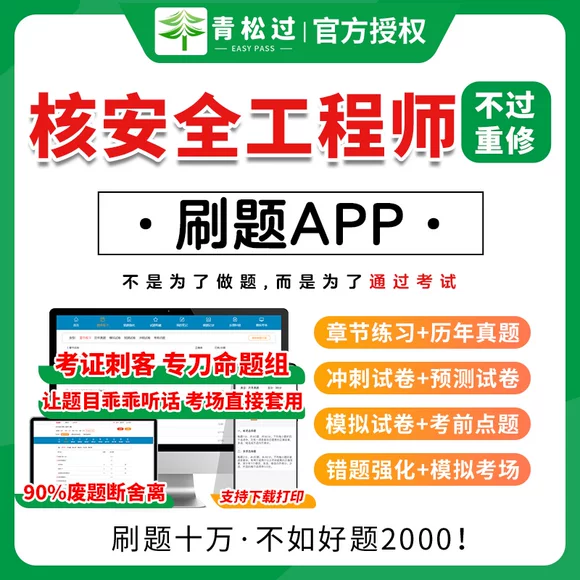 青松过
EASY PASS
官方授权
核安全工程师
不过
重修
·刷题APP·
不是为了做题,而是为了通过考试
考证刺客 专刀命题组
让题目乖乖听话 考场直接套用
90%废题断舍离
支持下载打印
章节练习+历年真题
冲刺试卷+预测试卷
模拟试卷+考前点题
错题强化+模拟考场
刷题十万·不如好题2000!